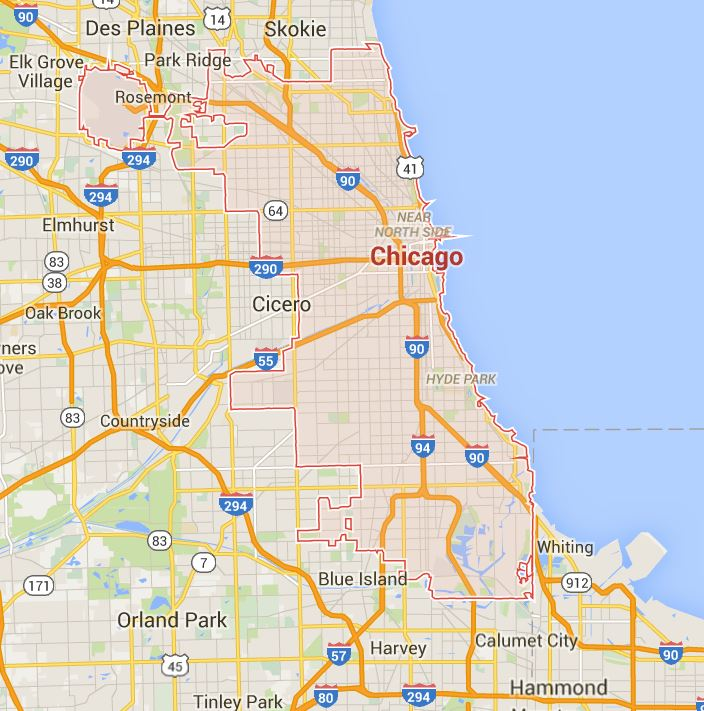 90
14
14
Des Plaines
Skokie
Elk Grove
Village
Park Ridge
Rosemont
290
294
41
90
294
64
NEAR
NORTH SIDE
Elmhurst
Chicago
83
290
38
Cicero
Oak Brook
90
ners
ove
55
HYDE PARK
83
Countryside
94
90
294
83
Whiting
7
171
Blue Island
912
Orland Park
Calumet City
57
Harvey
90
45
Hammond
Tinley Park
80
294